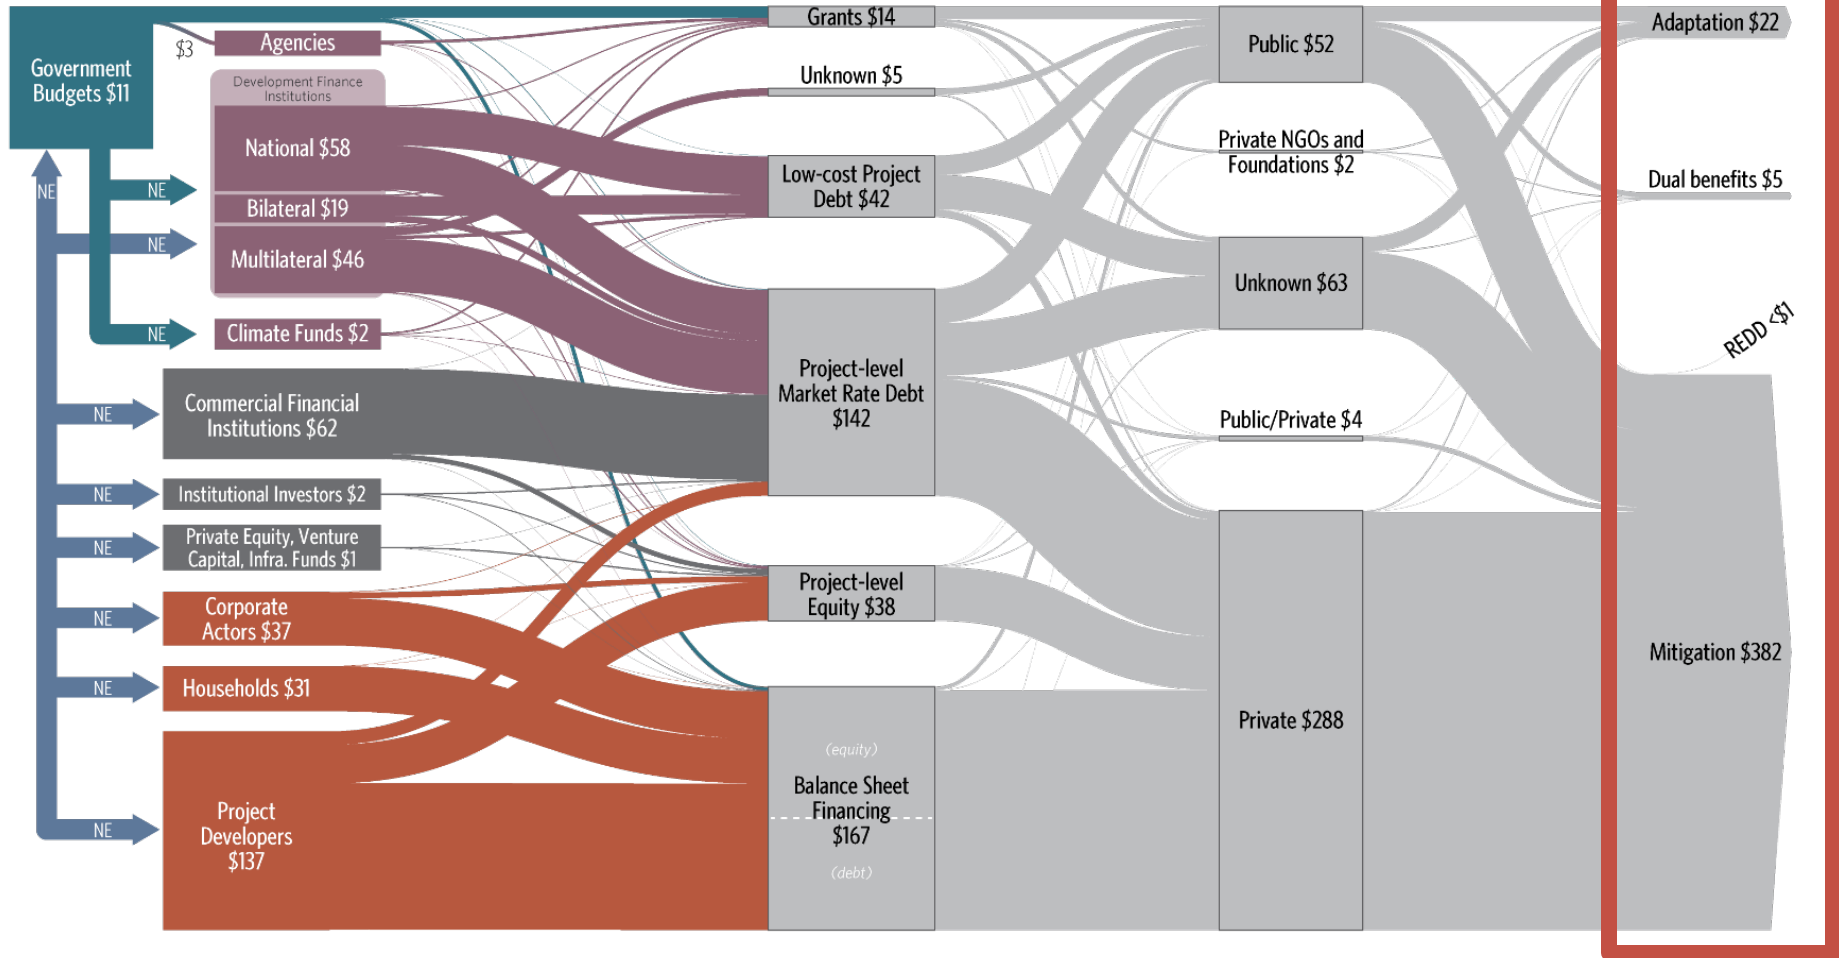 Government
Budgets $11
$3
Agencies
Development Finance
Institutions
National $58
Bilateral $19
Multilateral $46
Climate Funds $2
Commercial Financial
Institutions $62
Institutional Investors $2
Private Equity, Venture
Capital, Infra. Funds $1
Corporate
Actors $37
Households $31
Project
Developers
$137
NE
NE
NE
NE
NE
NE
NE
NE
NE
NE
Grants $14
Unknown $5
Low-cost Project
Debt $42
Project-level
Market Rate Debt
$142
Project-level
Equity $38
(equity)
Balance Sheet
Financing
$167
(debt)
Public $52
Private NGOs and
Foundations $2
Unknown $63
Public/Private $4
Private $288
Adaptation $22
Dual benefits $5
REDD <$1
Mitigation $382